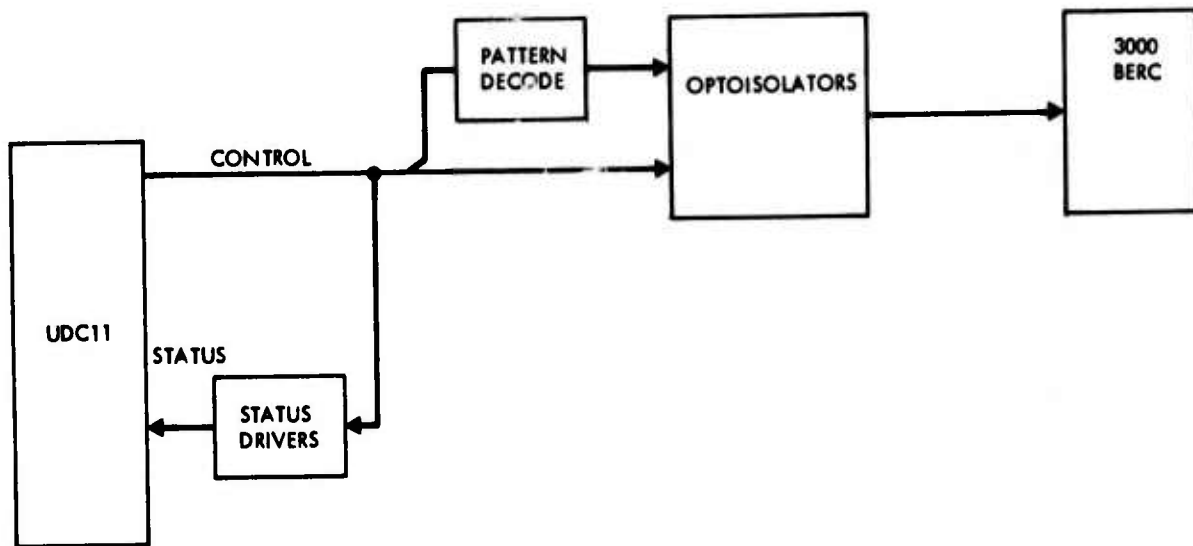 PATTERN
DECODE
OPTOISOLATORS
3000
BERC
CONTROL
UDC11
STATUS
STATUS
DRIVERS